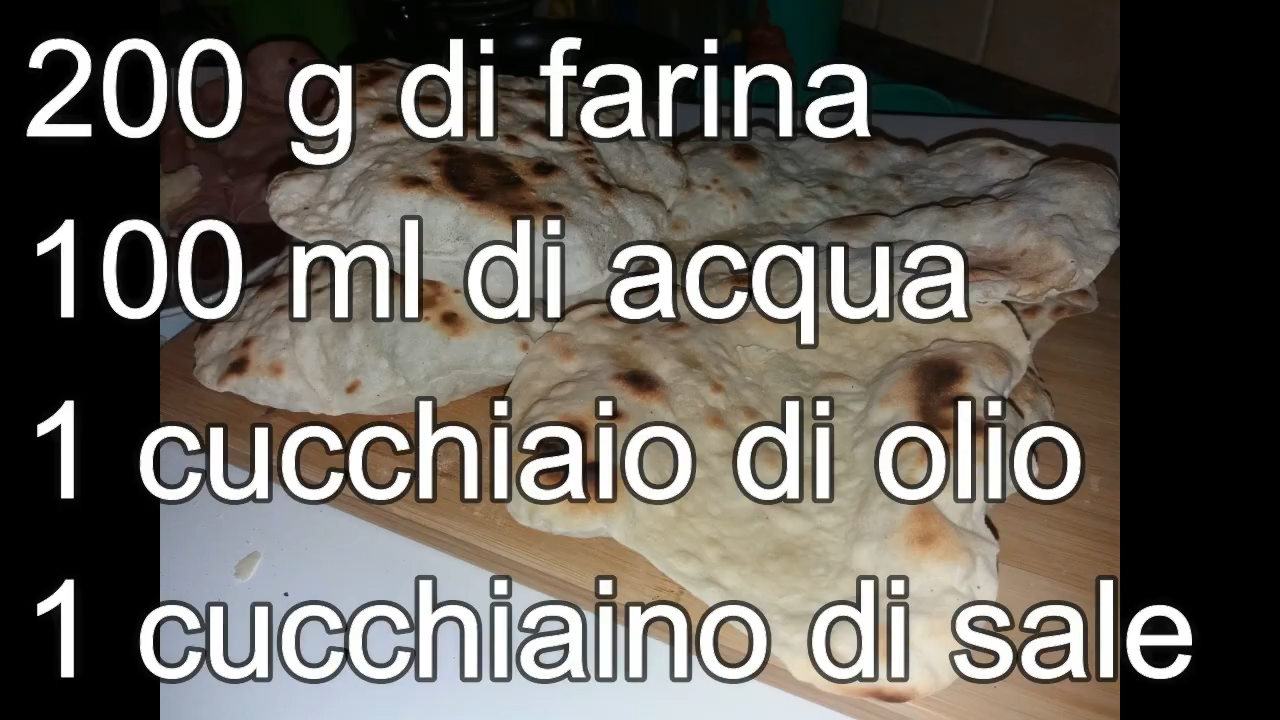 200 g di farina
100 ml di acqua
1 cucchiaio di olio
1 cucchiaino di sale